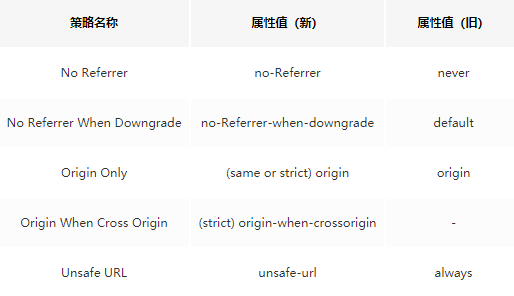 策略名称 属性值（新） 属性值（旧）
No Referrer no-Referrer never
No Referrer When Downgrade no-Referrer-when-downgrade default
Origin Only (same or strict) origin origin
Origin When Cross Origin (strict) origin-when-crossorigin -
Unsafe URL unsafe-url always